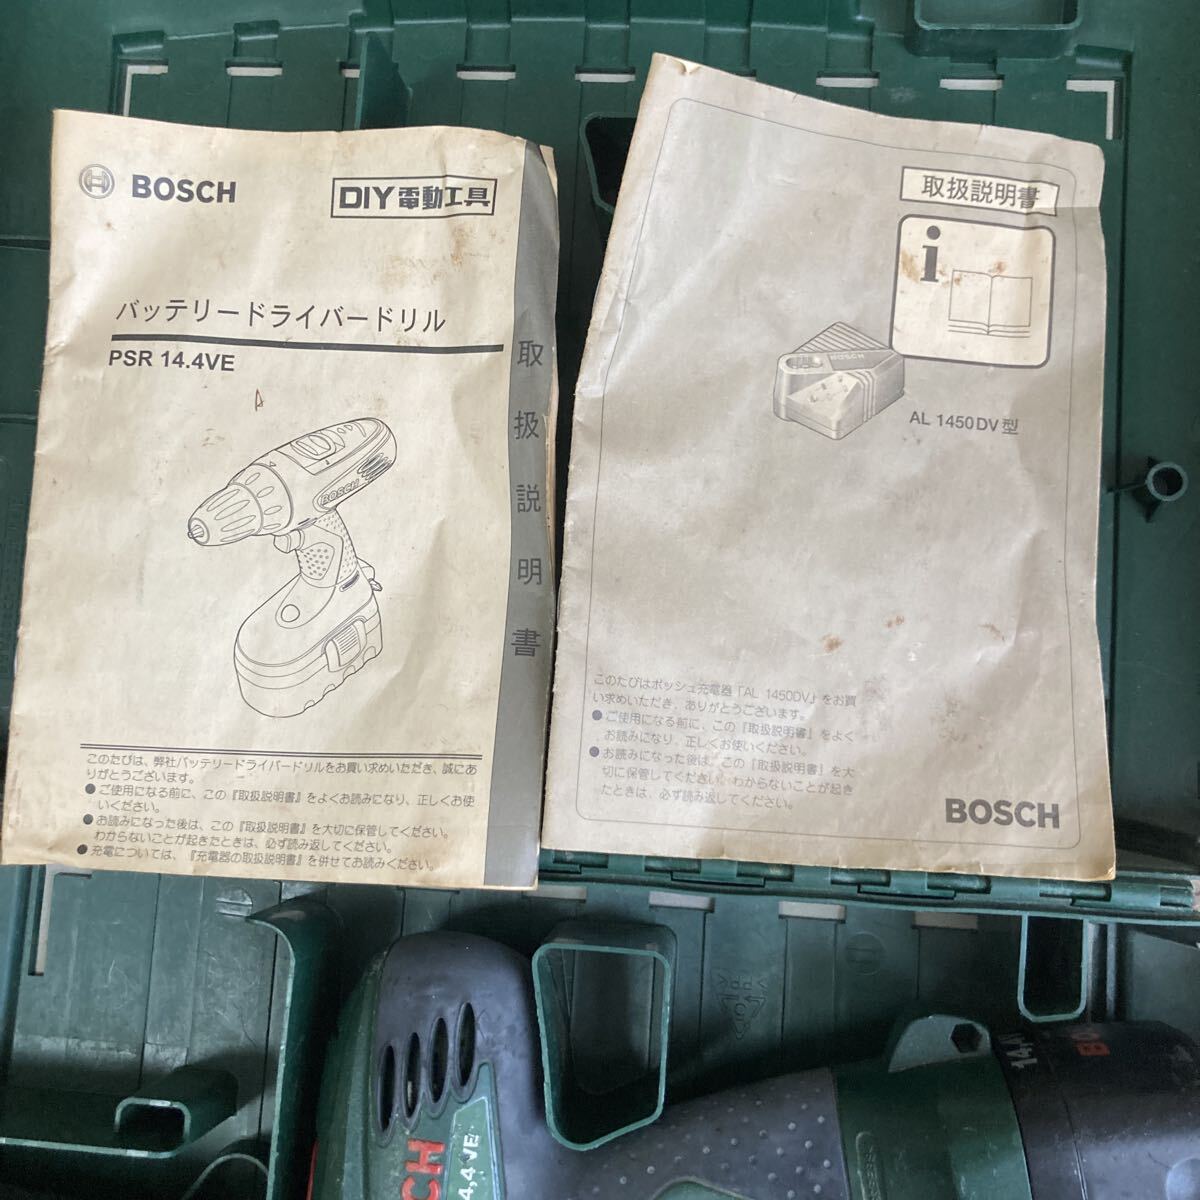 BOSCH
DIY電動工具
バッテリードライバードリル
PSR 14.4VE
取扱説明書
BOSCH
このたびは、弊社バッテリードライバードリルをお買い求めいただき、誠にあ
りがとうございます。
●ご使用になる前に、この『取扱説明書』をよくお読みになり、正しくお使
いください。
●お読みになった後は、この『取扱説明書』を大切に保管してください。
わからないことが起きたときは、必ず読み返してください。
●充電については、『充電器の取扱説明書』を併せてお読みください。
取扱説明書
i
BOSCH
AL 1450DV型
このたびはボッシュ充電器「AL 1450DV」をお買
い求めいただき、ありがとうございます。
●ご使用になる前に、この『取扱説明書』をよく
お読みになり、正しくお使いください。
●お読みになった後は、この『取扱説明書』を大
切に保管してください。わからないことが起き
たときは、必ず読み返してください。
BOSCH
CH
4,4 VE
14,4